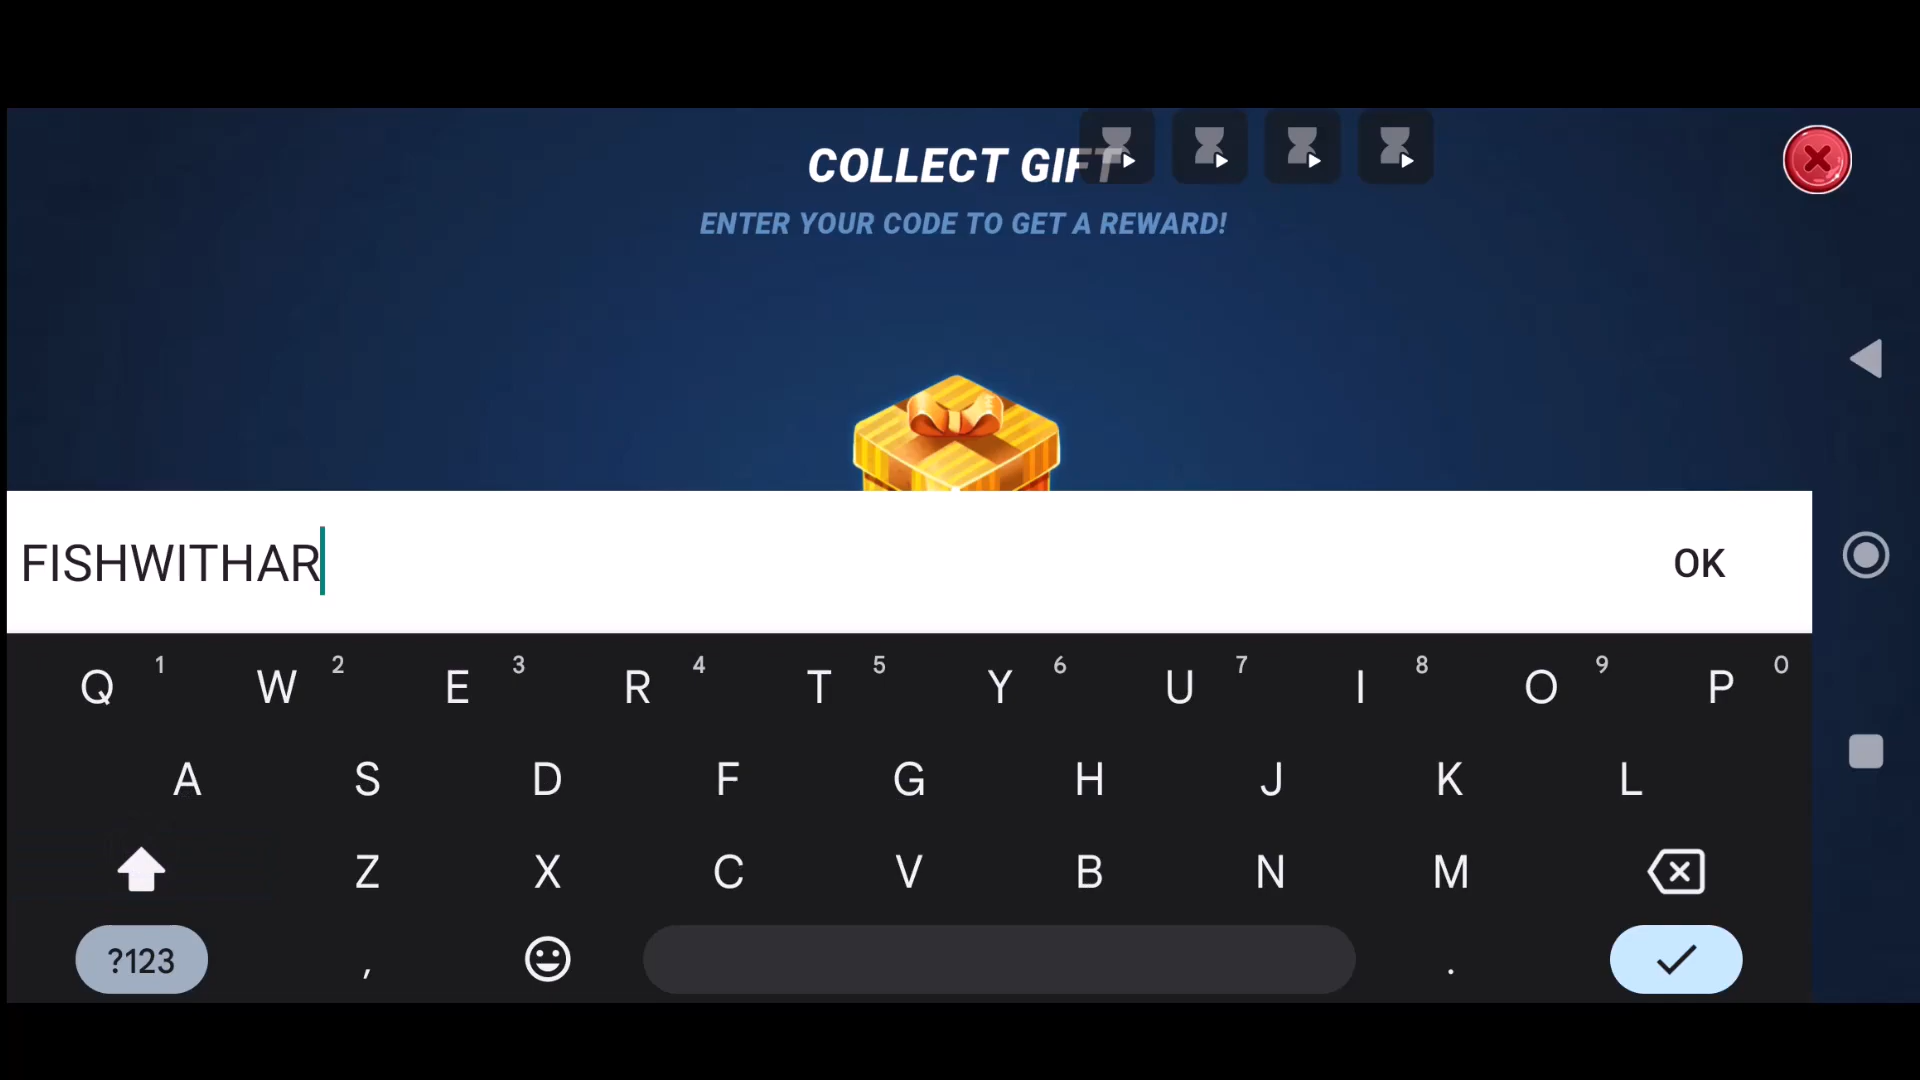 COLLECT GIFT
ENTER YOUR CODE TO GET A REWARD!
FISHWITHAR
OK
Q 1 W 2 E 3 R 4 T 5 Y 6 U 7 I 8 O 9 P 0
A S D F G H J K L
Z X C V B N M
?123 , .